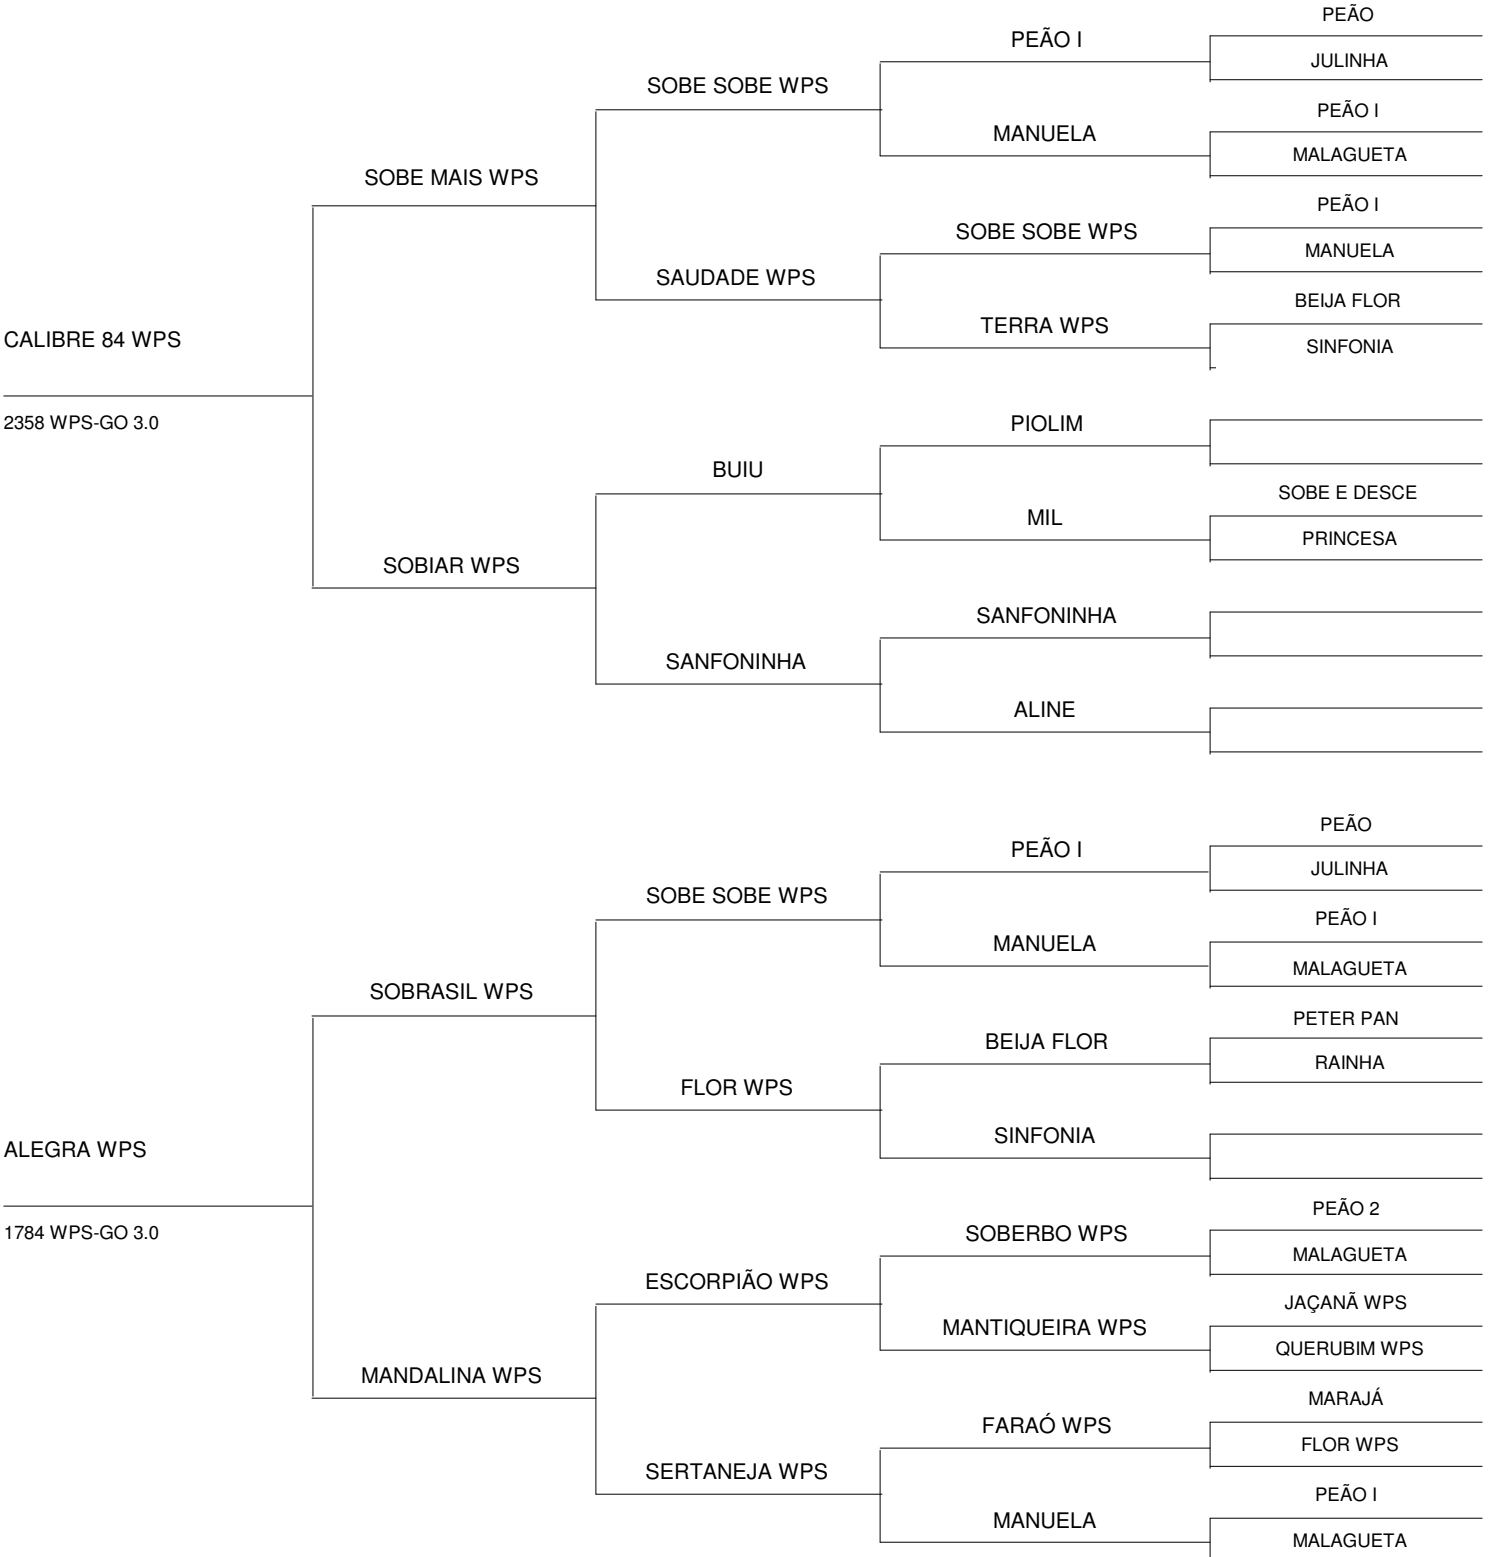 PEÃO
PEÃO I
JULINHA
SOBE SOBE WPS
PEÃO I
MANUELA
MALAGUETA
SOBE MAIS WPS
PEÃO I
SOBE SOBE WPS
MANUELA
SAUDADE WPS
BEIJA FLOR
TERRA WPS
CALIBRE 84 WPS
SINFONIA
2358 WPS-GO 3.0
PIOLIM
BUIU
SOBE E DESCE
MIL
PRINCESA
SOBIAR WPS
SANFONINHA
SANFONINHA
ALINE
PEÃO
PEÃO I
JULINHA
SOBE SOBE WPS
PEÃO I
MANUELA
MALAGUETA
SOBRASIL WPS
PETER PAN
BEIJA FLOR
RAINHA
FLOR WPS
SINFONIA
ALEGRA WPS
PEÃO 2
1784 WPS-GO 3.0
SOBERBO WPS
MALAGUETA
ESCORPIÃO WPS
JAÇANÃ WPS
MANTIQUEIRA WPS
QUERUBIM WPS
MANDALINA WPS
MARAJÁ
FARAÓ WPS
FLOR WPS
SERTANEJA WPS
PEÃO I
MANUELA
MALAGUETA